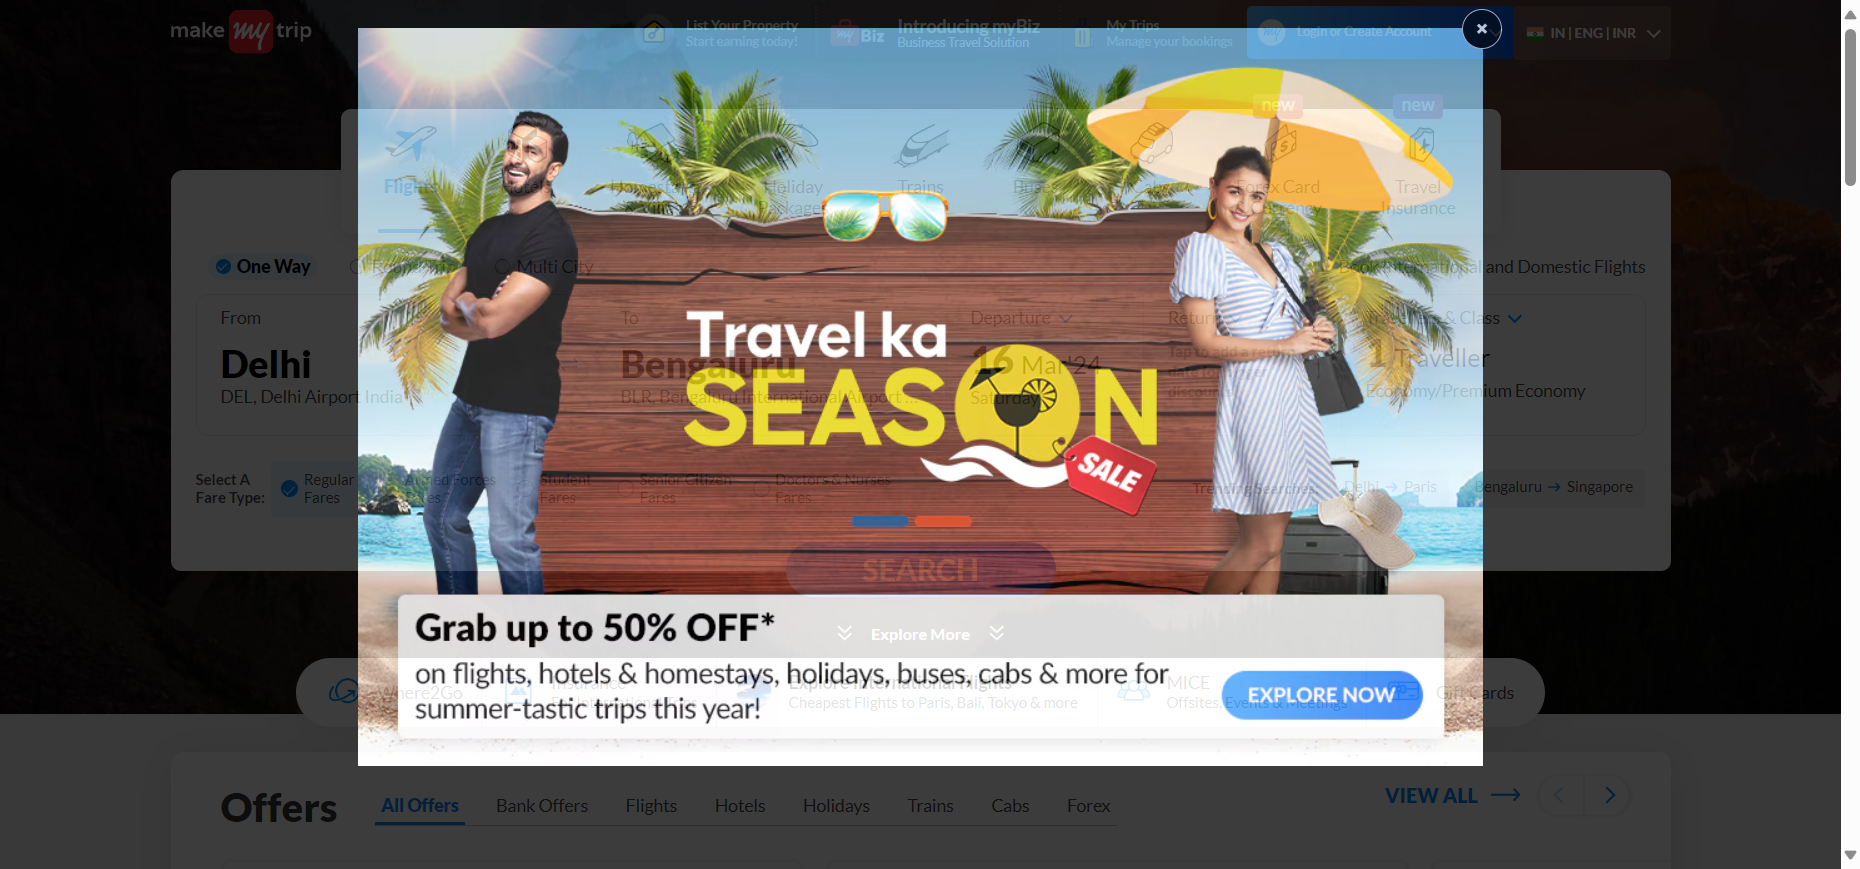 make my trip
List Your Property
Start earning today!
my Biz
Introducing myBiz
Business Travel Solution
My Trips
Manage your bookings
my
Login or Create Account
IN | ENG | INR
new
new
Flights
Hotels
Holiday
Packages
Trains
Buses
Cabs
Forex Card
Travel
Insurance
One Way
Multi City
International and Domestic Flights
From
Delhi
DEL, Delhi Airport India
To
Bengaluru
BLR, Bengaluru International Airport ...
Departure
16 Mar'24
Saturday
Return
Tap to add a return
discounts
& Class
1 Traveller
Economy/Premium Economy
Travel ka
SEASON
SALE
Select A
Fare Type:
Regular
Fares
Armed Forces
Fares
Student
Fares
Senior Citizen
Fares
Doctors & Nurses
Fares
Trending Searches
Delhi → Paris
Bengaluru → Singapore
SEARCH
Explore More
Grab up to 50% OFF*
on flights, hotels & homestays, holidays, buses, cabs & more for
summer-tastic trips this year!
EXPLORE NOW
Where2Go
Insurance
For International Trips
Explore International Flights
Cheapest Flights to Paris, Bali, Tokyo & more
MICE
Offsites, Events & Meetings
Gift Cards
Offers
All Offers
Bank Offers
Flights
Hotels
Holidays
Trains
Cabs
Forex
VIEW ALL